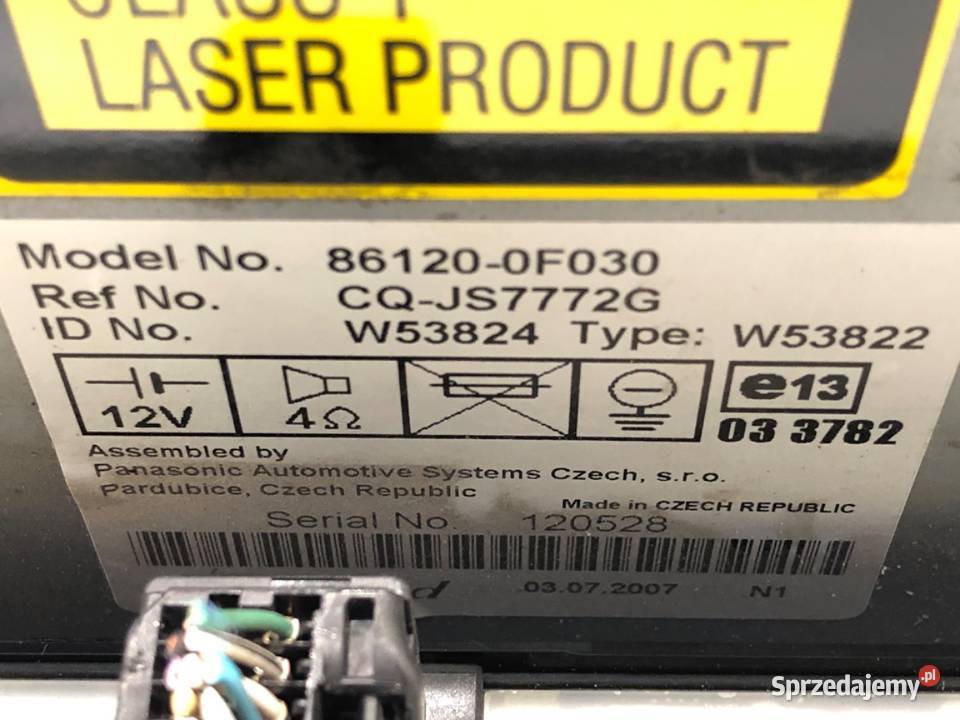 CLASS 1
LASER PRODUCT
Model No. 86120-0F030
Ref No. CQ-JS7772G
ID No. W53824 Type: W53822
12V 4Ω e13
03 3782
Assembled by
Panasonic Automotive Systems Czech, s.r.o.
Pardubice, Czech Republic
Made in CZECH REPUBLIC
Serial No. 120528
03.07.2007 N1
Sprzedajemy.pl